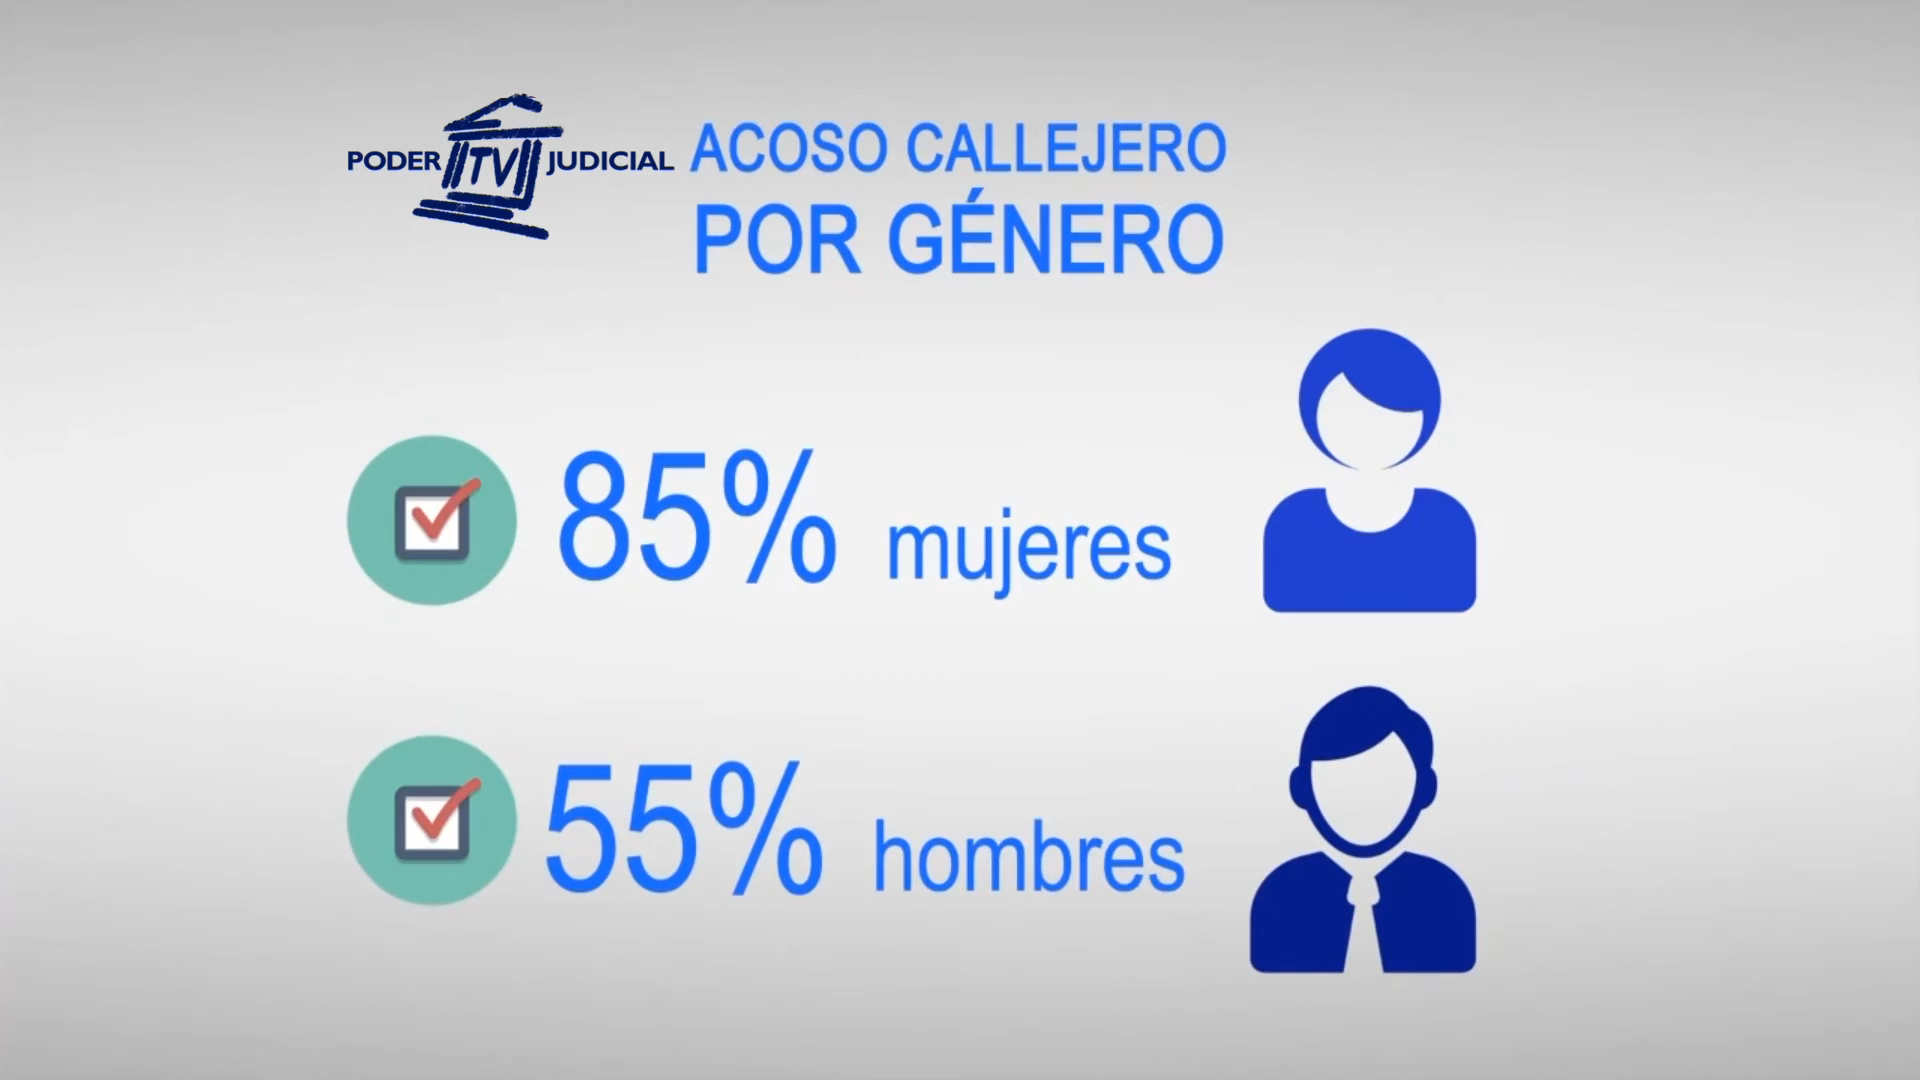 PODER TV JUDICIAL
ACOSO CALLEJERO
POR GÉNERO
85% mujeres
55% hombres